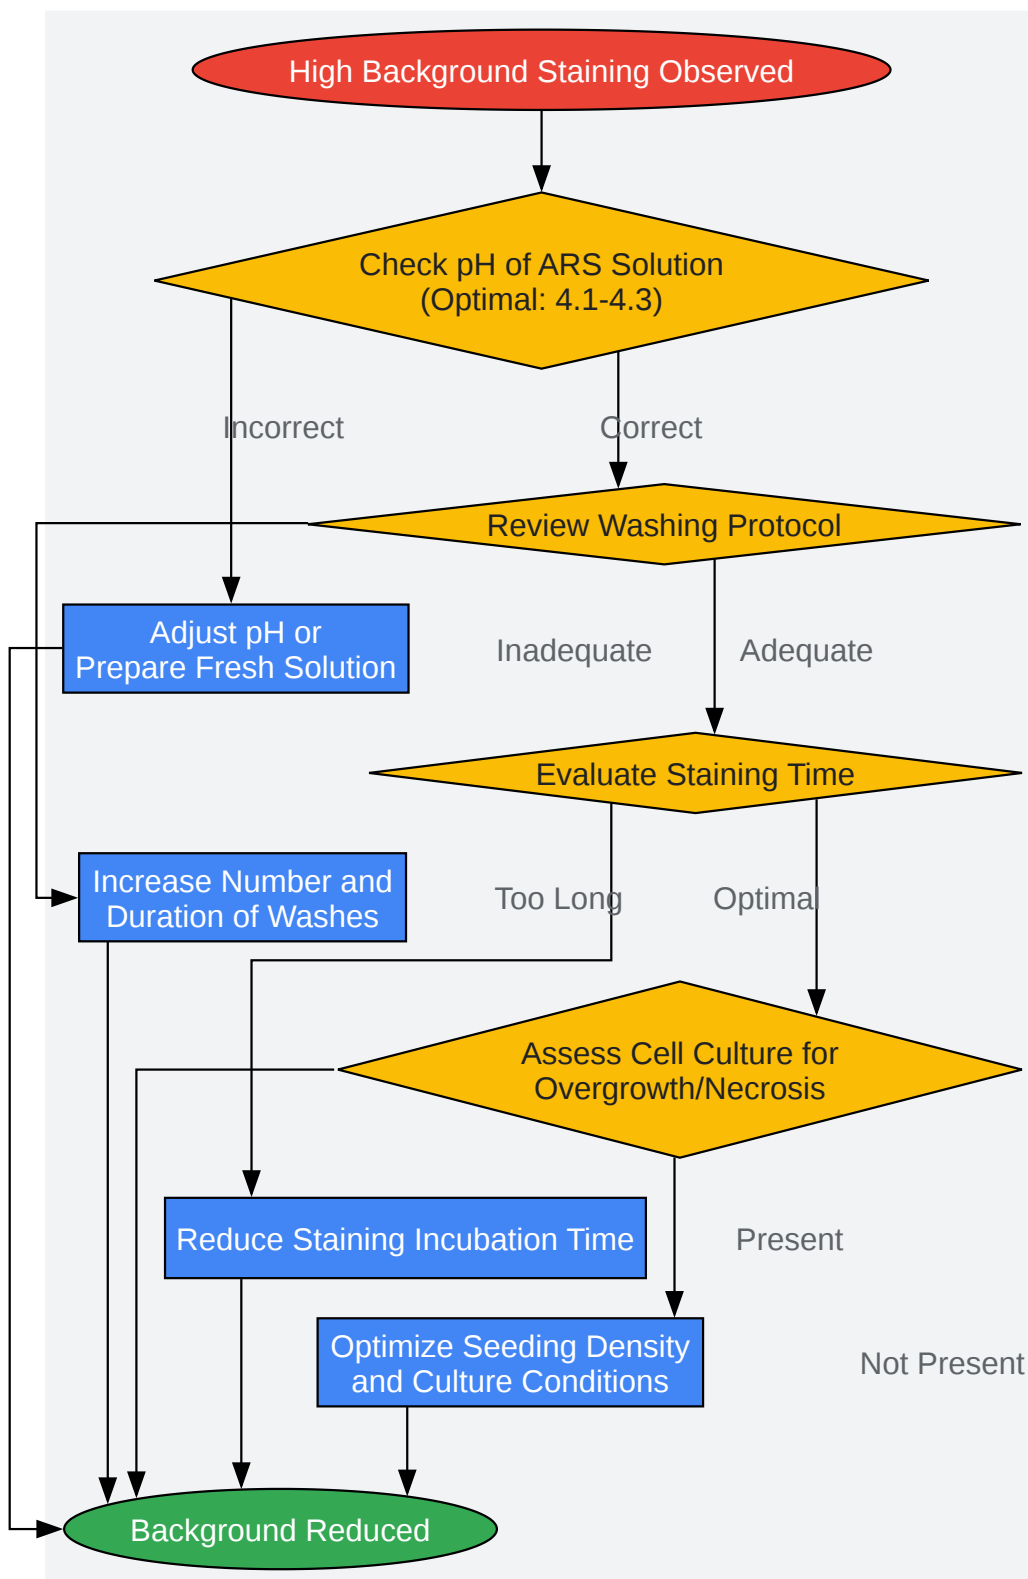 High Background Staining Observed
Check pH of ARS Solution
(Optimal: 4.1-4.3)
Incorrect
Correct
Review Washing Protocol
Adjust pH or
Prepare Fresh Solution
Inadequate
Adequate
Evaluate Staining Time
Increase Number and
Duration of Washes
Too Long
Optimal
Assess Cell Culture for
Overgrowth/Necrosis
Reduce Staining Incubation Time
Present
Optimize Seeding Density
and Culture Conditions
Not Present
Background Reduced